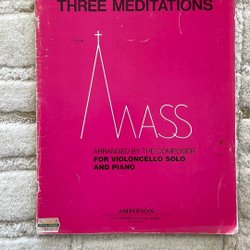 THREE MEDITATIONS
MASS
ARRANGED BY THE COMPOSER
FOR VIOLONCELLO SOLO
AND PIANO
AMBERSON